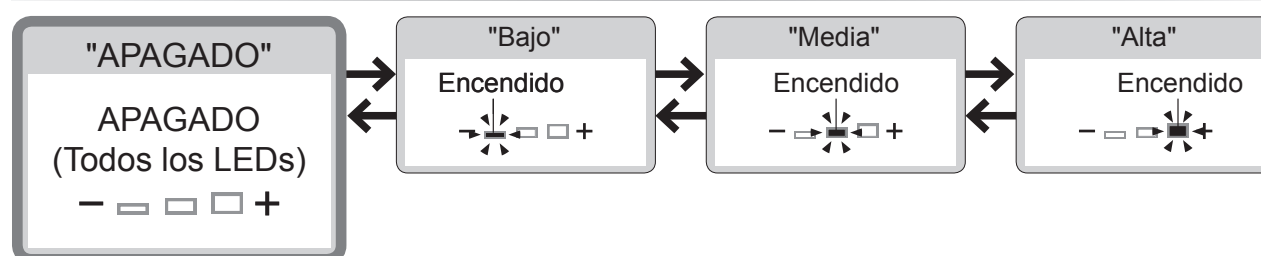 "APAGADO"
APAGADO
(Todos los LEDs)
− +
"Bajo"
Encendido
− +
"Media"
Encendido
− +
"Alta"
Encendido
− +